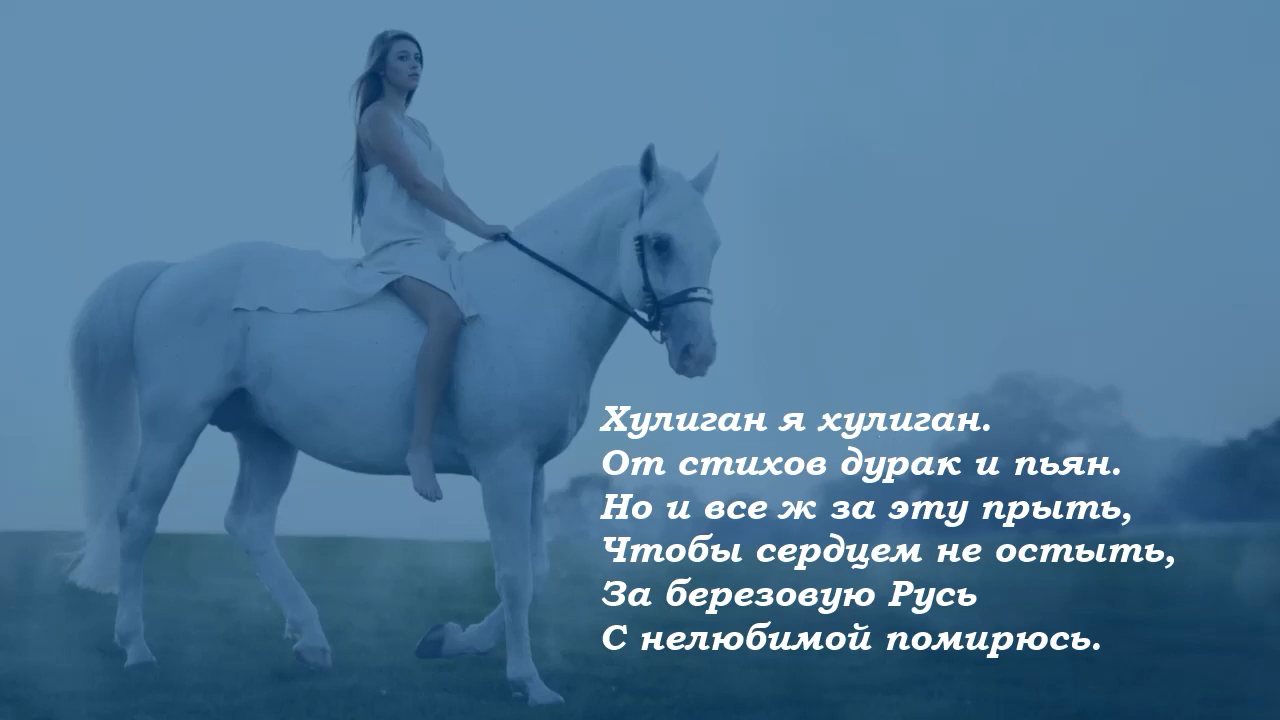 Хулиган я хулиган.
От стихов дурак и пьян.
Но и все ж за эту прыть,
Чтобы сердцем не остыть,
За березовую Русь
С нелюбимой помирюсь.